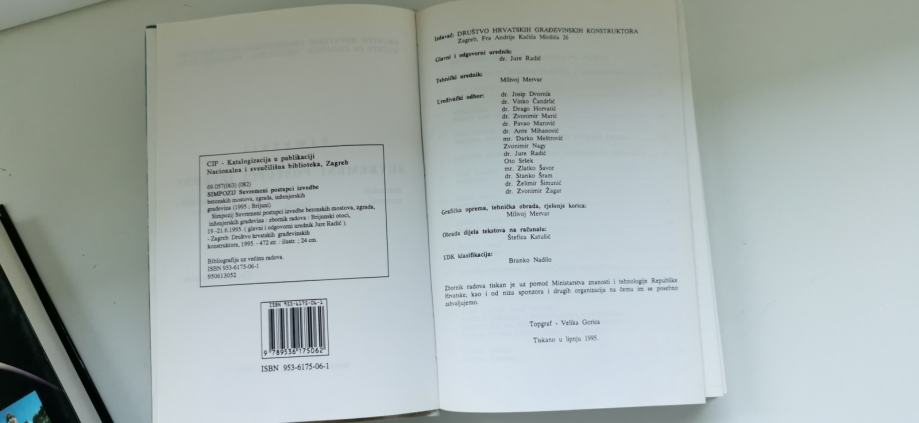 CIP - Katalogizacija u publikaciji
Nacionalna i sveučilišna biblioteka, Zagreb
69.057(063) (082)
SIMPOZIJ Suvremeni postupci izvedbe
betonskih mostova, zgrada, inženjerskih
građevina (1995 ; Brijuni)
Simpozij Suvremeni postupci izvedbe betonskih mostova, zgrada,
inženjerskih građevina : zbornik radova : Brijunski otoci,
19.-21.6.1995. ( glavni i odgovorni urednik Jure Radić ).
- Zagreb: Društvo hrvatskih građevinskih
konstruktora, 1995. - 472 str. : ilustr. ; 24 cm.
Bibliografija uz većinu radova.
ISBN 953-6175-06-1
950613052
ISBN 953-6175-06-1
9 789536 175062
ISBN 953-6175-06-1
Izdavač: DRUŠTVO HRVATSKIH GRAĐEVINSKIH KONSTRUKTORA
Zagreb, Fra Andrije Kačića Miošića 26
Glavni i odgovorni urednik:
dr. Jure Radić
Tehnički urednik:
Milivoj Mervar
Uređivački odbor:
dr. Josip Dvornik
dr. Vinko Čandrlić
dr. Drago Horvatić
dr. Zvonimir Marić
dr. Pavao Marović
dr. Ante Mihanović
mr. Darko Meštrović
Zvonimir Nagy
dr. Jure Radić
Oto Sršek
mr. Zlatko Šavor
dr. Stanko Šram
dr. Želimir Šimunić
dr. Zvonimir Žagar
Grafička oprema, tehnička obrada, rješenje korica:
Milivoj Mervar
Obrada dijela tekstova na računalu:
Štefica Katušić
UDK klasifikacija:
Branko Nadilo
Zbornik radova tiskan je uz pomoć Ministarstva znanosti i tehnologije Republike
Hrvatske, kao i od niza sponzora i drugih organizacija na čemu im se posebno
zahvaljujemo.
Topgraf - Velika Gorica
Tiskano u lipnju 1995.